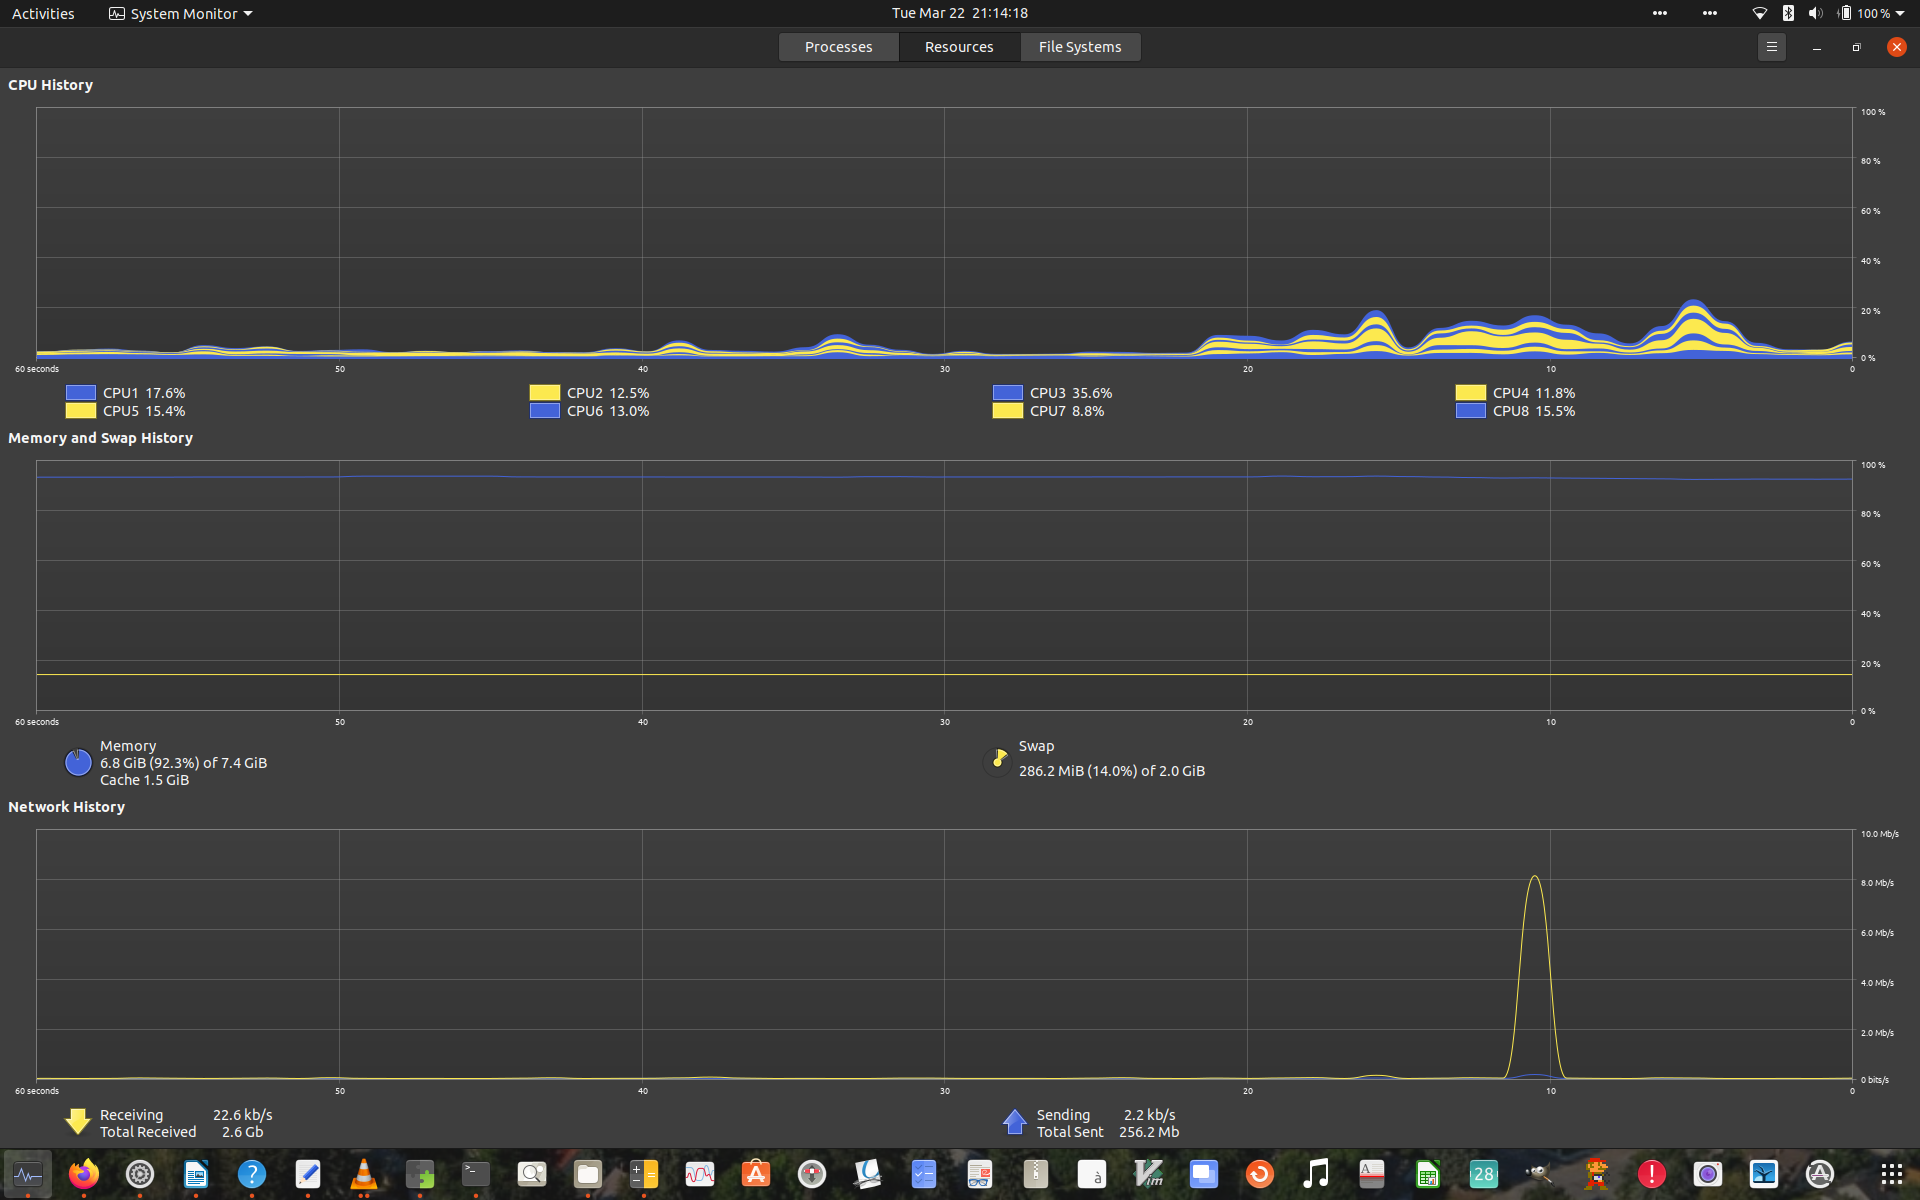 Activities System Monitor Tue Mar 22 21:14:18 100 %
Processes Resources File Systems
CPU History
100 %
80 %
60 %
40 %
20 %
0 %
60 seconds 50 40 30 20 10 0
CPU1 17.6% CPU2 12.5% CPU3 35.6% CPU4 11.8%
CPU5 15.4% CPU6 13.0% CPU7 8.8% CPU8 15.5%
Memory and Swap History
100 %
80 %
60 %
40 %
20 %
0 %
60 seconds 50 40 30 20 10 0
Memory
6.8 GiB (92.3%) of 7.4 GiB
Cache 1.5 GiB
Swap
286.2 MiB (14.0%) of 2.0 GiB
Network History
10.0 Mb/s
8.0 Mb/s
6.0 Mb/s
4.0 Mb/s
2.0 Mb/s
0 bits/s
60 seconds 50 40 30 20 10 0
Receiving 22.6 kb/s
Total Received 2.6 Gb
Sending 2.2 kb/s
Total Sent 256.2 Mb
? >_ à Vim A 28 !